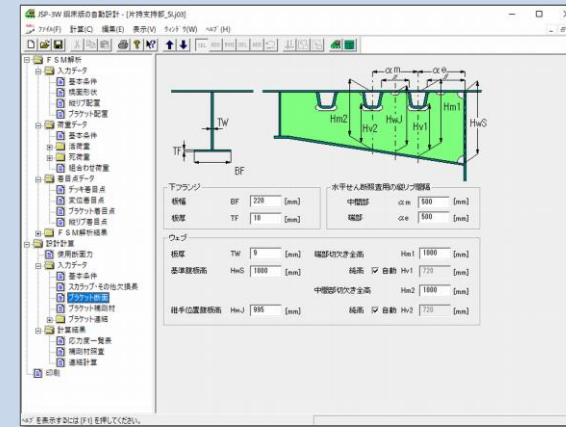 JSP-3W 鋼床版の自動設計 - [片持支持部_SI.j03]
ファイル(F) 計算(C) 編集(E) 表示(V) ウィンドウ(W) ヘルプ(H)
ＦＳＭ解析
入力データ
基本条件
橋面形状
縦リブ配置
ブラケット配置
荷重データ
基本条件
活荷重
死荷重
組合わせ荷重
着目点データ
デッキ着目点
変位着目点
ブラケット着目点
縦リブ着目点
ＦＳＭ解析結果
設計計算
使用断面力
入力データ
基本条件
スカラップ・その他欠損長
ブラケット断面
ブラケット補剛材
ブラケット連結
計算結果
応力度一覧表
補剛材照査
連結計算
印刷
TW
TF
BF
αm
αe
Hm2
Hv2
HwJ
Hv1
Hm1
HwS
下フランジ
板幅 BF 220 [mm]
板厚 TF 10 [mm]
水平せん断照査用の縦リブ間隔
中間部 αm 500 [mm]
端部 αe 500 [mm]
ウェブ
板厚 TW 9 [mm]
端部切欠き全高 Hm1 1000 [mm]
基準腹板高 HwS 1000 [mm]
純高 自動 Hv1 720 [mm]
中間部切欠き全高 Hm2 1000 [mm]
継手位置腹板高 HwJ 995 [mm]
純高 自動 Hv2 720 [mm]
ヘルプ を表示するには [F1] を押してください。